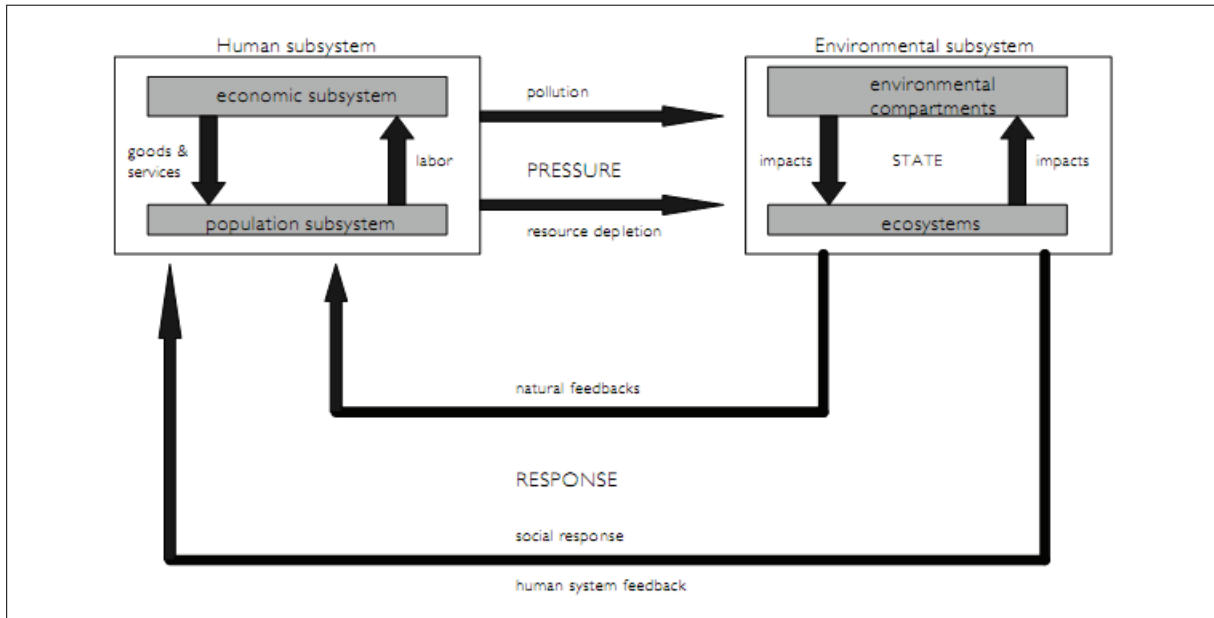 Human subsystem
Environmental subsystem
economic subsystem
goods &
services
labor
population subsystem
pollution
PRESSURE
resource depletion
environmental
compartments
impacts
STATE
impacts
ecosystems
natural feedbacks
RESPONSE
social response
human system feedback